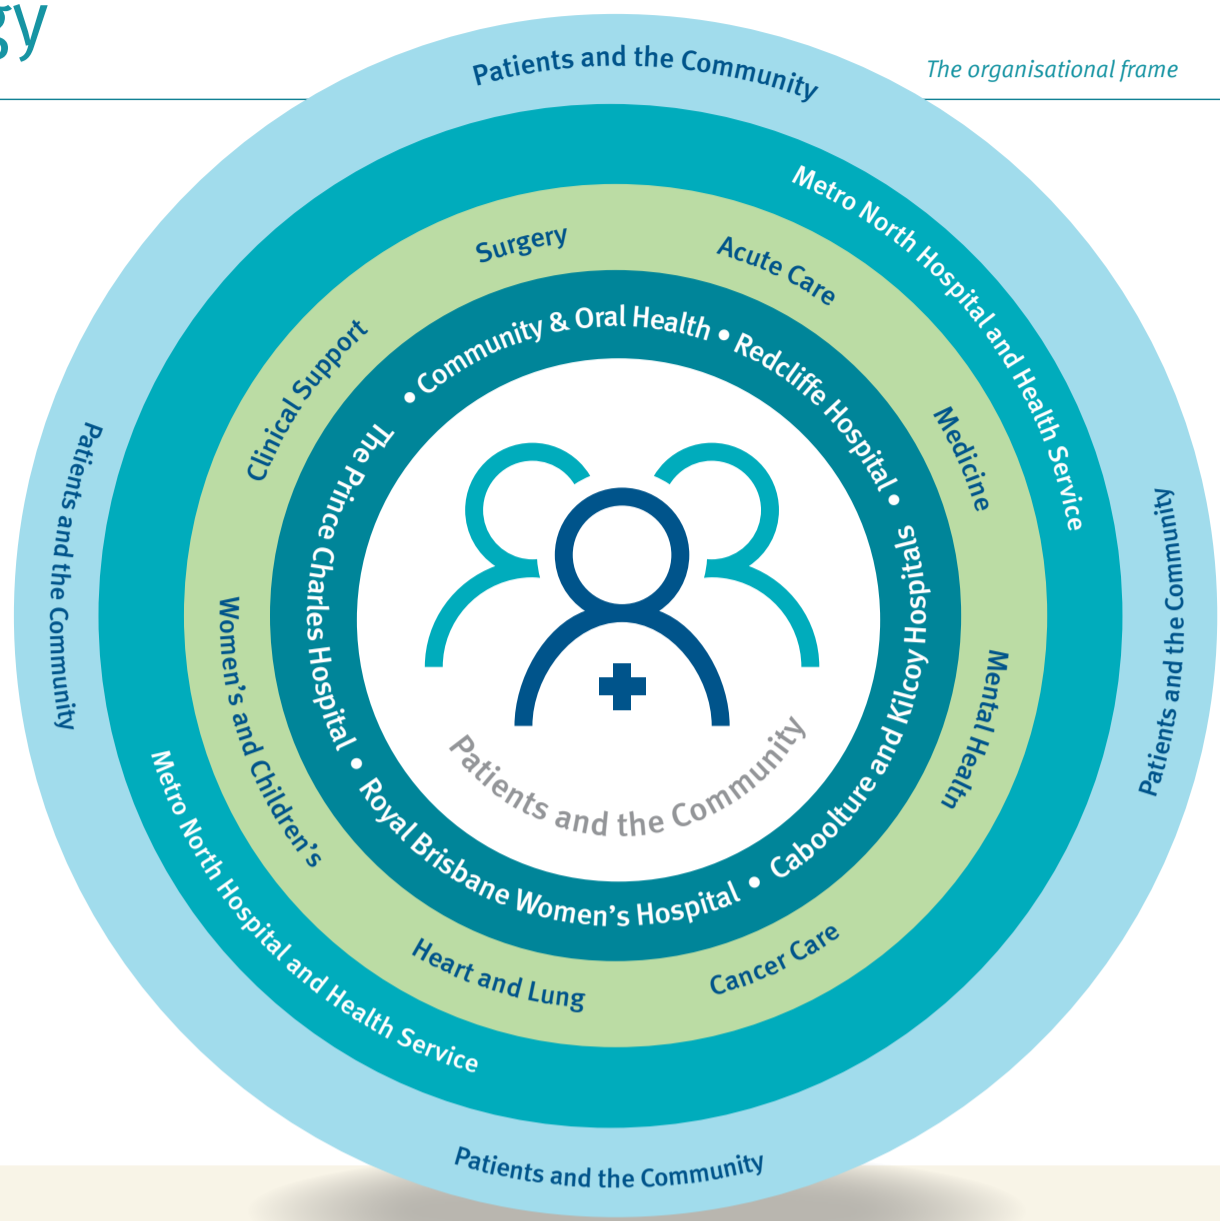 gy
The organisational frame
Patients and the Community
Patients and the Community
Patients and the Community
Patients and the Community
Metro North Hospital and Health Service
Metro North Hospital and Health Service
Surgery
Acute Care
Medicine
Mental Health
Cancer Care
Heart and Lung
Women's and Children's
Clinical Support
• Community & Oral Health • Redcliffe Hospital •
Caboolture and Kilcoy Hospitals
The Prince Charles Hospital • Royal Brisbane Women's Hospital •
Patients and the Community